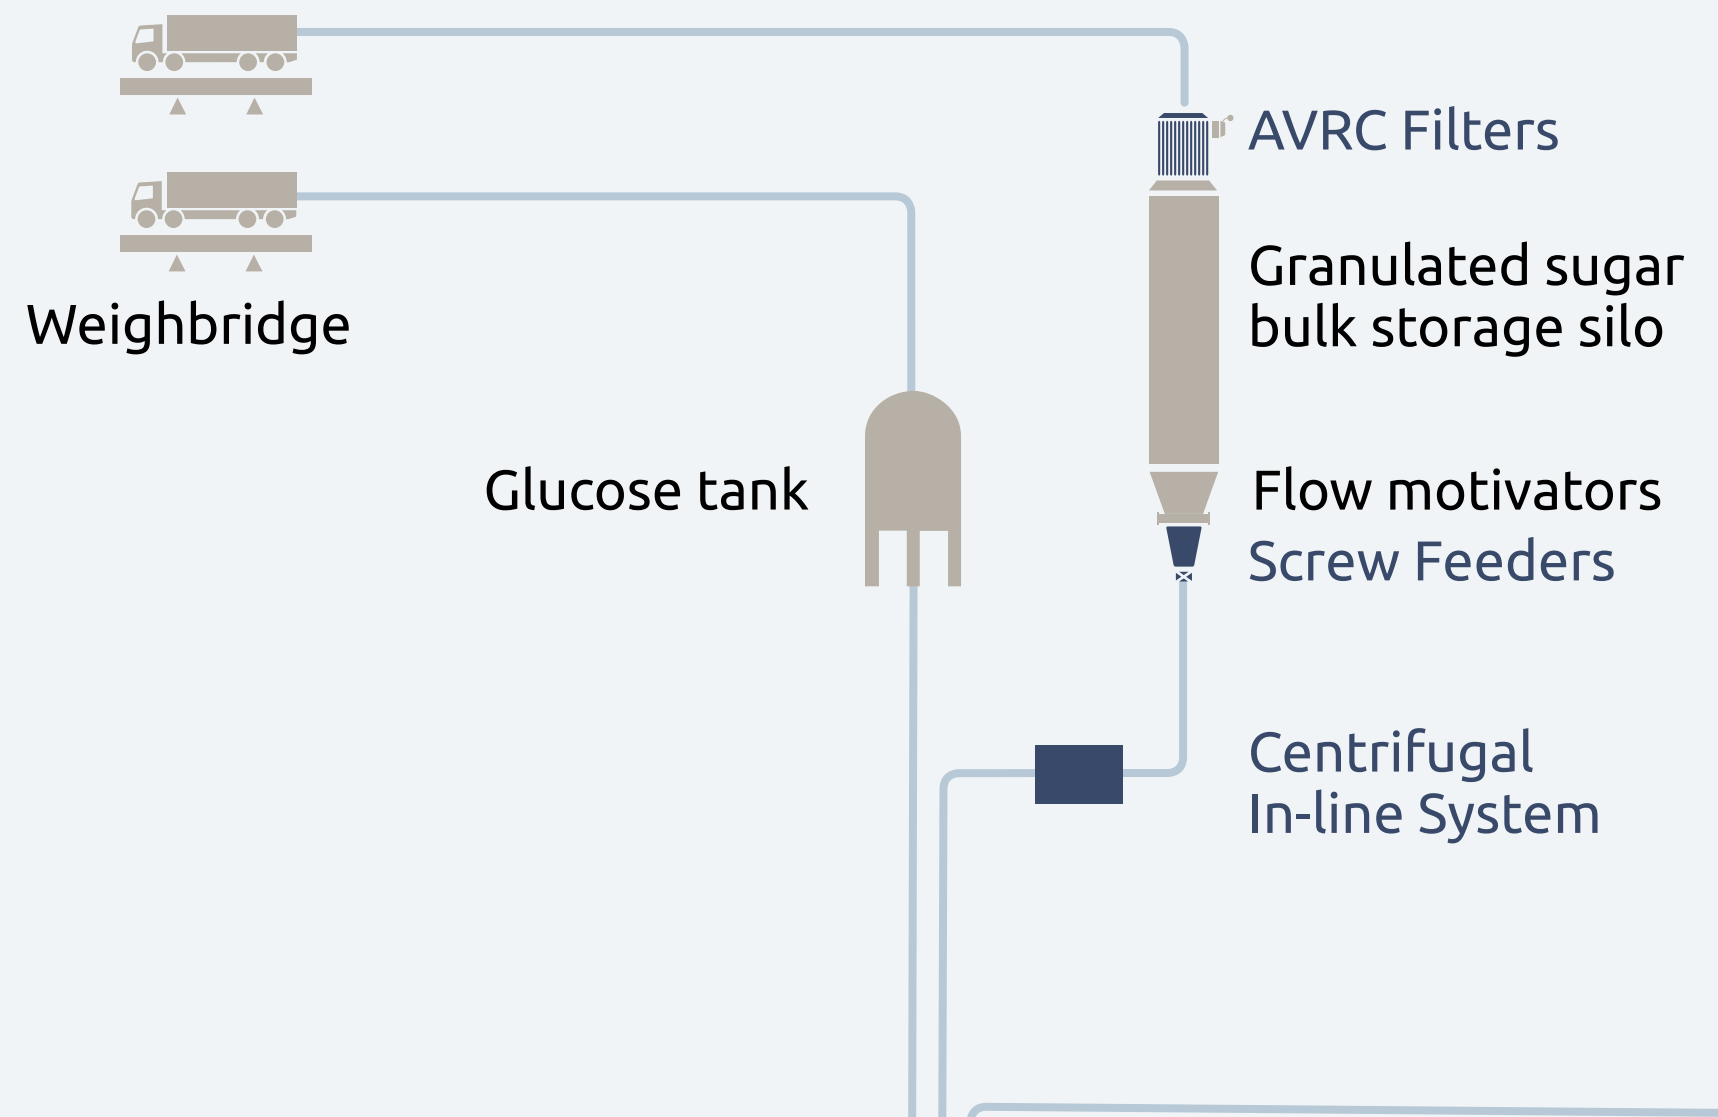 AVRC Filters
Granulated sugar
bulk storage silo
Weighbridge
Glucose tank
Flow motivators
Screw Feeders
Centrifugal
In-line System